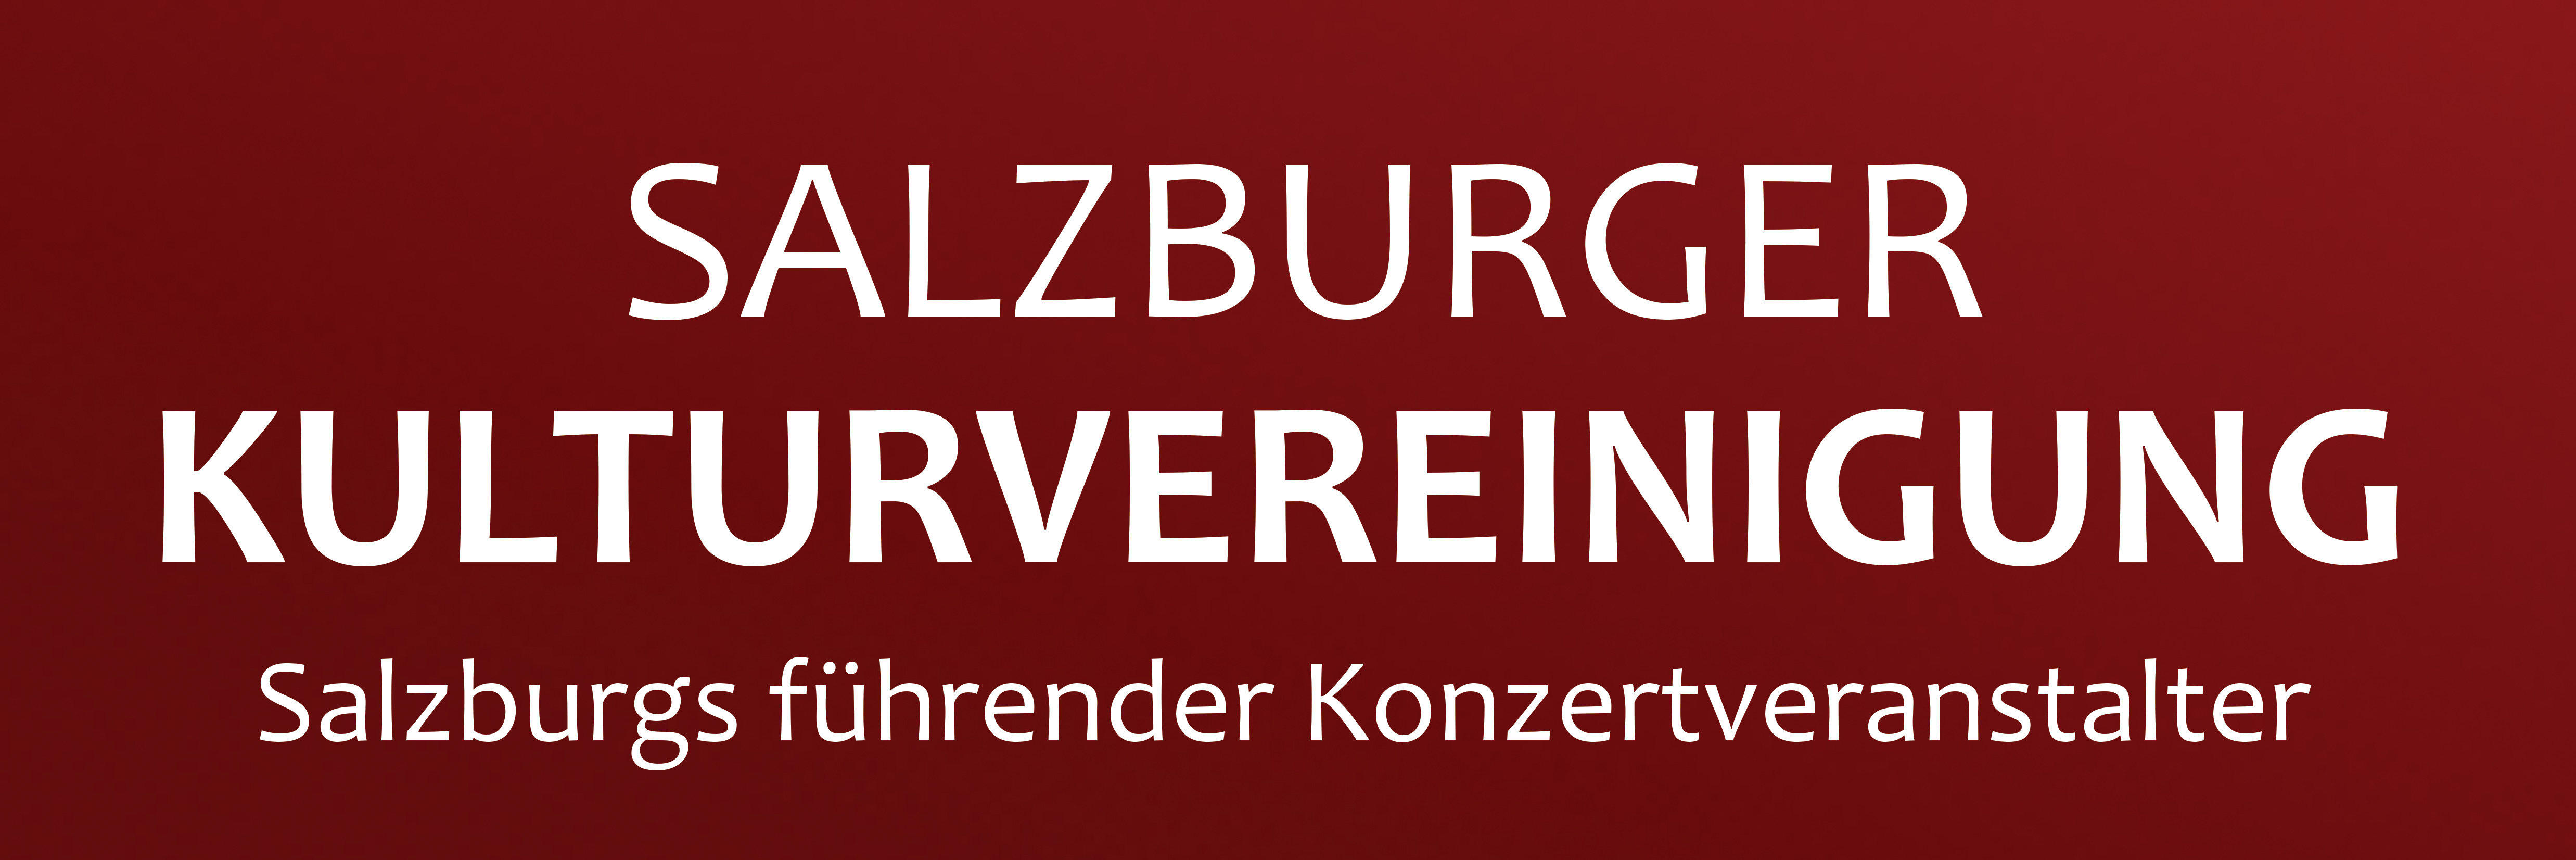 SALZBURGER
KULTURVEREINIGUNG
Salzburgs führender Konzertveranstalter